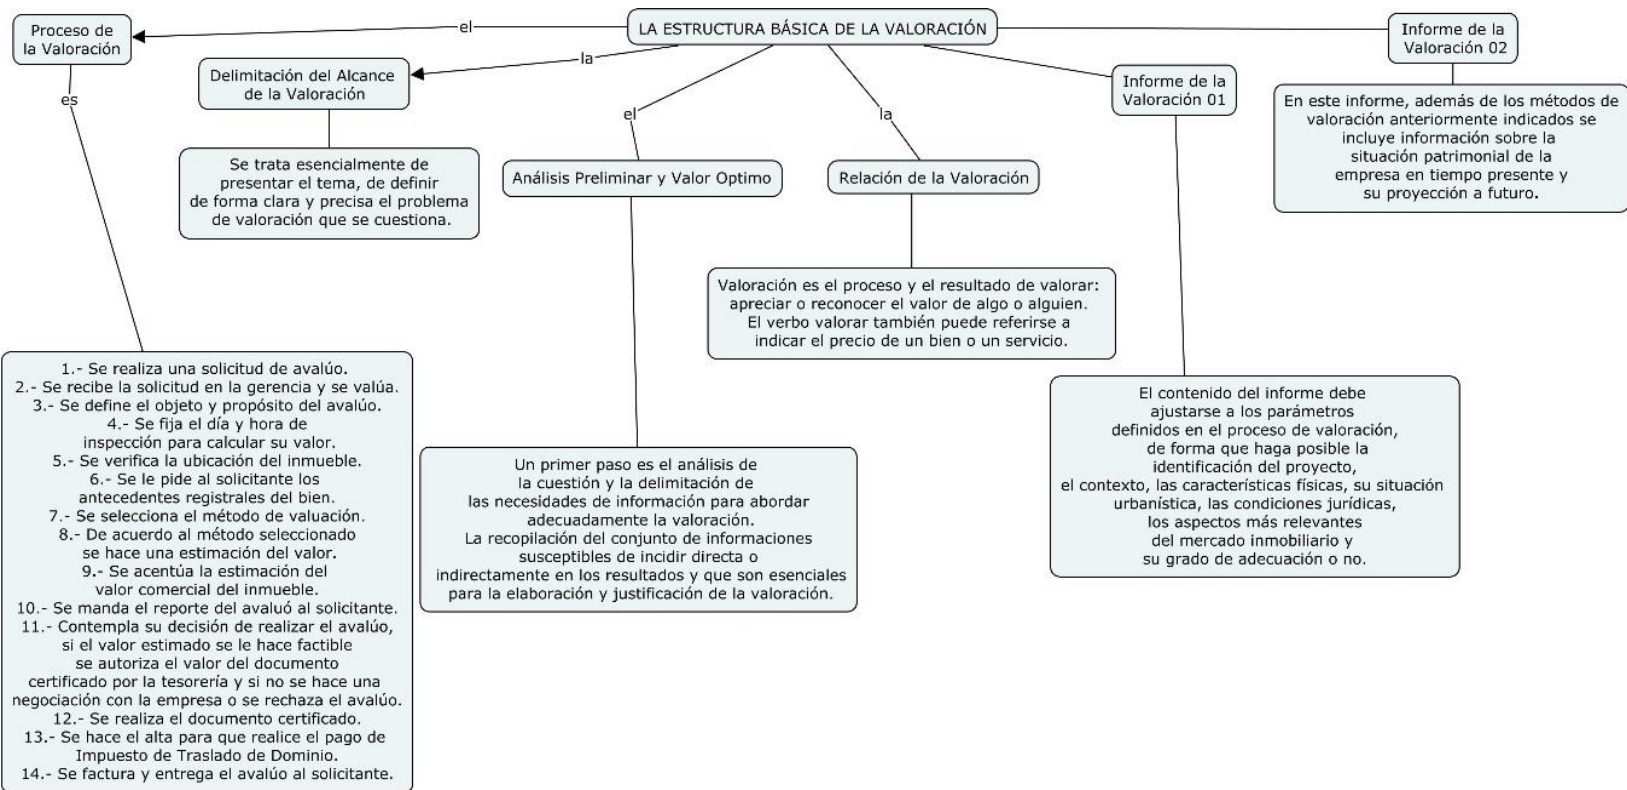 LA ESTRUCTURA BÁSICA DE LA VALORACIÓN
el
Proceso de
la Valoración
es
1.- Se realiza una solicitud de avalúo.
2.- Se recibe la solicitud en la gerencia y se valúa.
3.- Se define el objeto y propósito del avalúo.
4.- Se fija el día y hora de
inspección para calcular su valor.
5.- Se verifica la ubicación del inmueble.
6.- Se le pide al solicitante los
antecedentes registrales del bien.
7.- Se selecciona el método de valuación.
8.- De acuerdo al método seleccionado
se hace una estimación del valor.
9.- Se acentúa la estimación del
valor comercial del inmueble.
10.- Se manda el reporte del avaluó al solicitante.
11.- Contempla su decisión de realizar el avalúo,
si el valor estimado se le hace factible
se autoriza el valor del documento
certificado por la tesorería y si no se hace una
negociación con la empresa o se rechaza el avalúo.
12.- Se realiza el documento certificado.
13.- Se hace el alta para que realice el pago de
Impuesto de Traslado de Dominio.
14.- Se factura y entrega el avalúo al solicitante.
la
Delimitación del Alcance
de la Valoración
Se trata esencialmente de
presentar el tema, de definir
de forma clara y precisa el problema
de valoración que se cuestiona.
el
Análisis Preliminar y Valor Optimo
Un primer paso es el análisis de
la cuestión y la delimitación de
las necesidades de información para abordar
adecuadamente la valoración.
La recopilación del conjunto de informaciones
susceptibles de incidir directa o
indirectamente en los resultados y que son esenciales
para la elaboración y justificación de la valoración.
la
Relación de la Valoración
Valoración es el proceso y el resultado de valorar:
apreciar o reconocer el valor de algo o alguien.
El verbo valorar también puede referirse a
indicar el precio de un bien o un servicio.
Informe de la
Valoración 01
El contenido del informe debe
ajustarse a los parámetros
definidos en el proceso de valoración,
de forma que haga posible la
identificación del proyecto,
el contexto, las características físicas, su situación
urbanística, las condiciones jurídicas,
los aspectos más relevantes
del mercado inmobiliario y
su grado de adecuación o no.
Informe de la
Valoración 02
En este informe, además de los métodos de
valoración anteriormente indicados se
incluye información sobre la
situación patrimonial de la
empresa en tiempo presente y
su proyección a futuro.